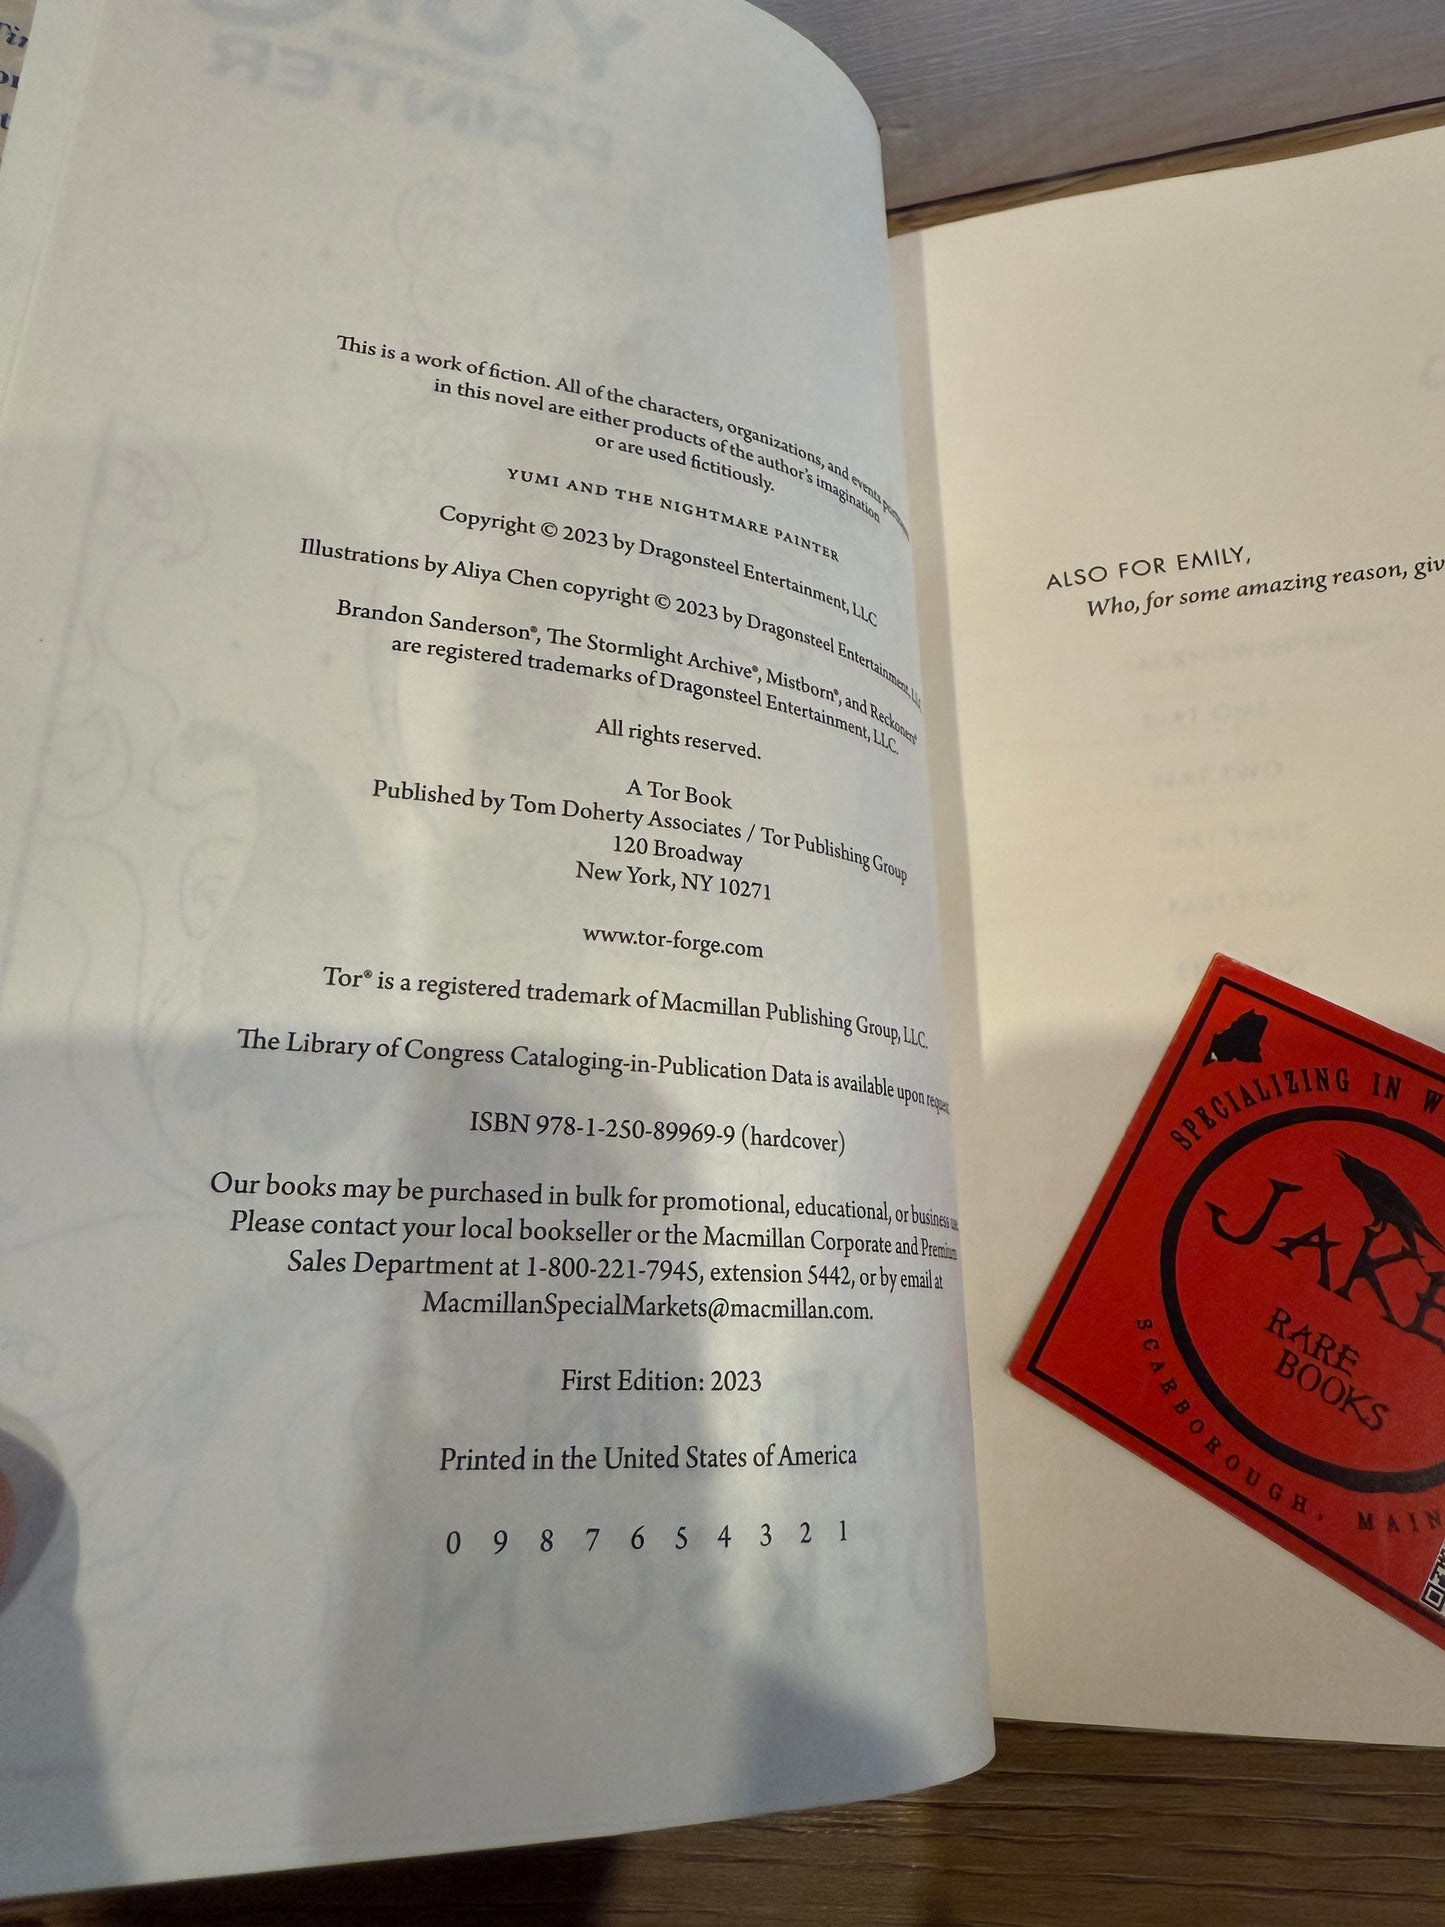 This is a work of fiction. All of the characters, organizations, and events
in this novel are either products of the author's imagination
or are used fictitiously.
YUMI AND THE NIGHTMARE PAINTER
Copyright © 2023 by Dragonsteel Entertainment, LLC
Illustrations by Aliya Chen copyright © 2023 by Dragonsteel Entertainment,
Brandon Sanderson®, The Stormlight Archive®, Mistborn®, and Reckoners®
are registered trademarks of Dragonsteel Entertainment, LLC.
All rights reserved.
A Tor Book
Published by Tom Doherty Associates / Tor Publishing Group
120 Broadway
New York, NY 10271
www.tor-forge.com
Tor® is a registered trademark of Macmillan Publishing Group, LLC.
The Library of Congress Cataloging-in-Publication Data is available upon request.
ISBN 978-1-250-89969-9 (hardcover)
Our books may be purchased in bulk for promotional, educational, or business
Please contact your local bookseller or the Macmillan Corporate and Premium
Sales Department at 1-800-221-7945, extension 5442, or by email at
MacmillanSpecialMarkets@macmillan.com.
First Edition: 2023
Printed in the United States of America
0 9 8 7 6 5 4 3 2 1
ALSO FOR EMILY,
Who, for some amazing reason, giv
SPECIALIZING IN W
JAKE
RARE
BOOKS
SCARBOROUGH, MAIN